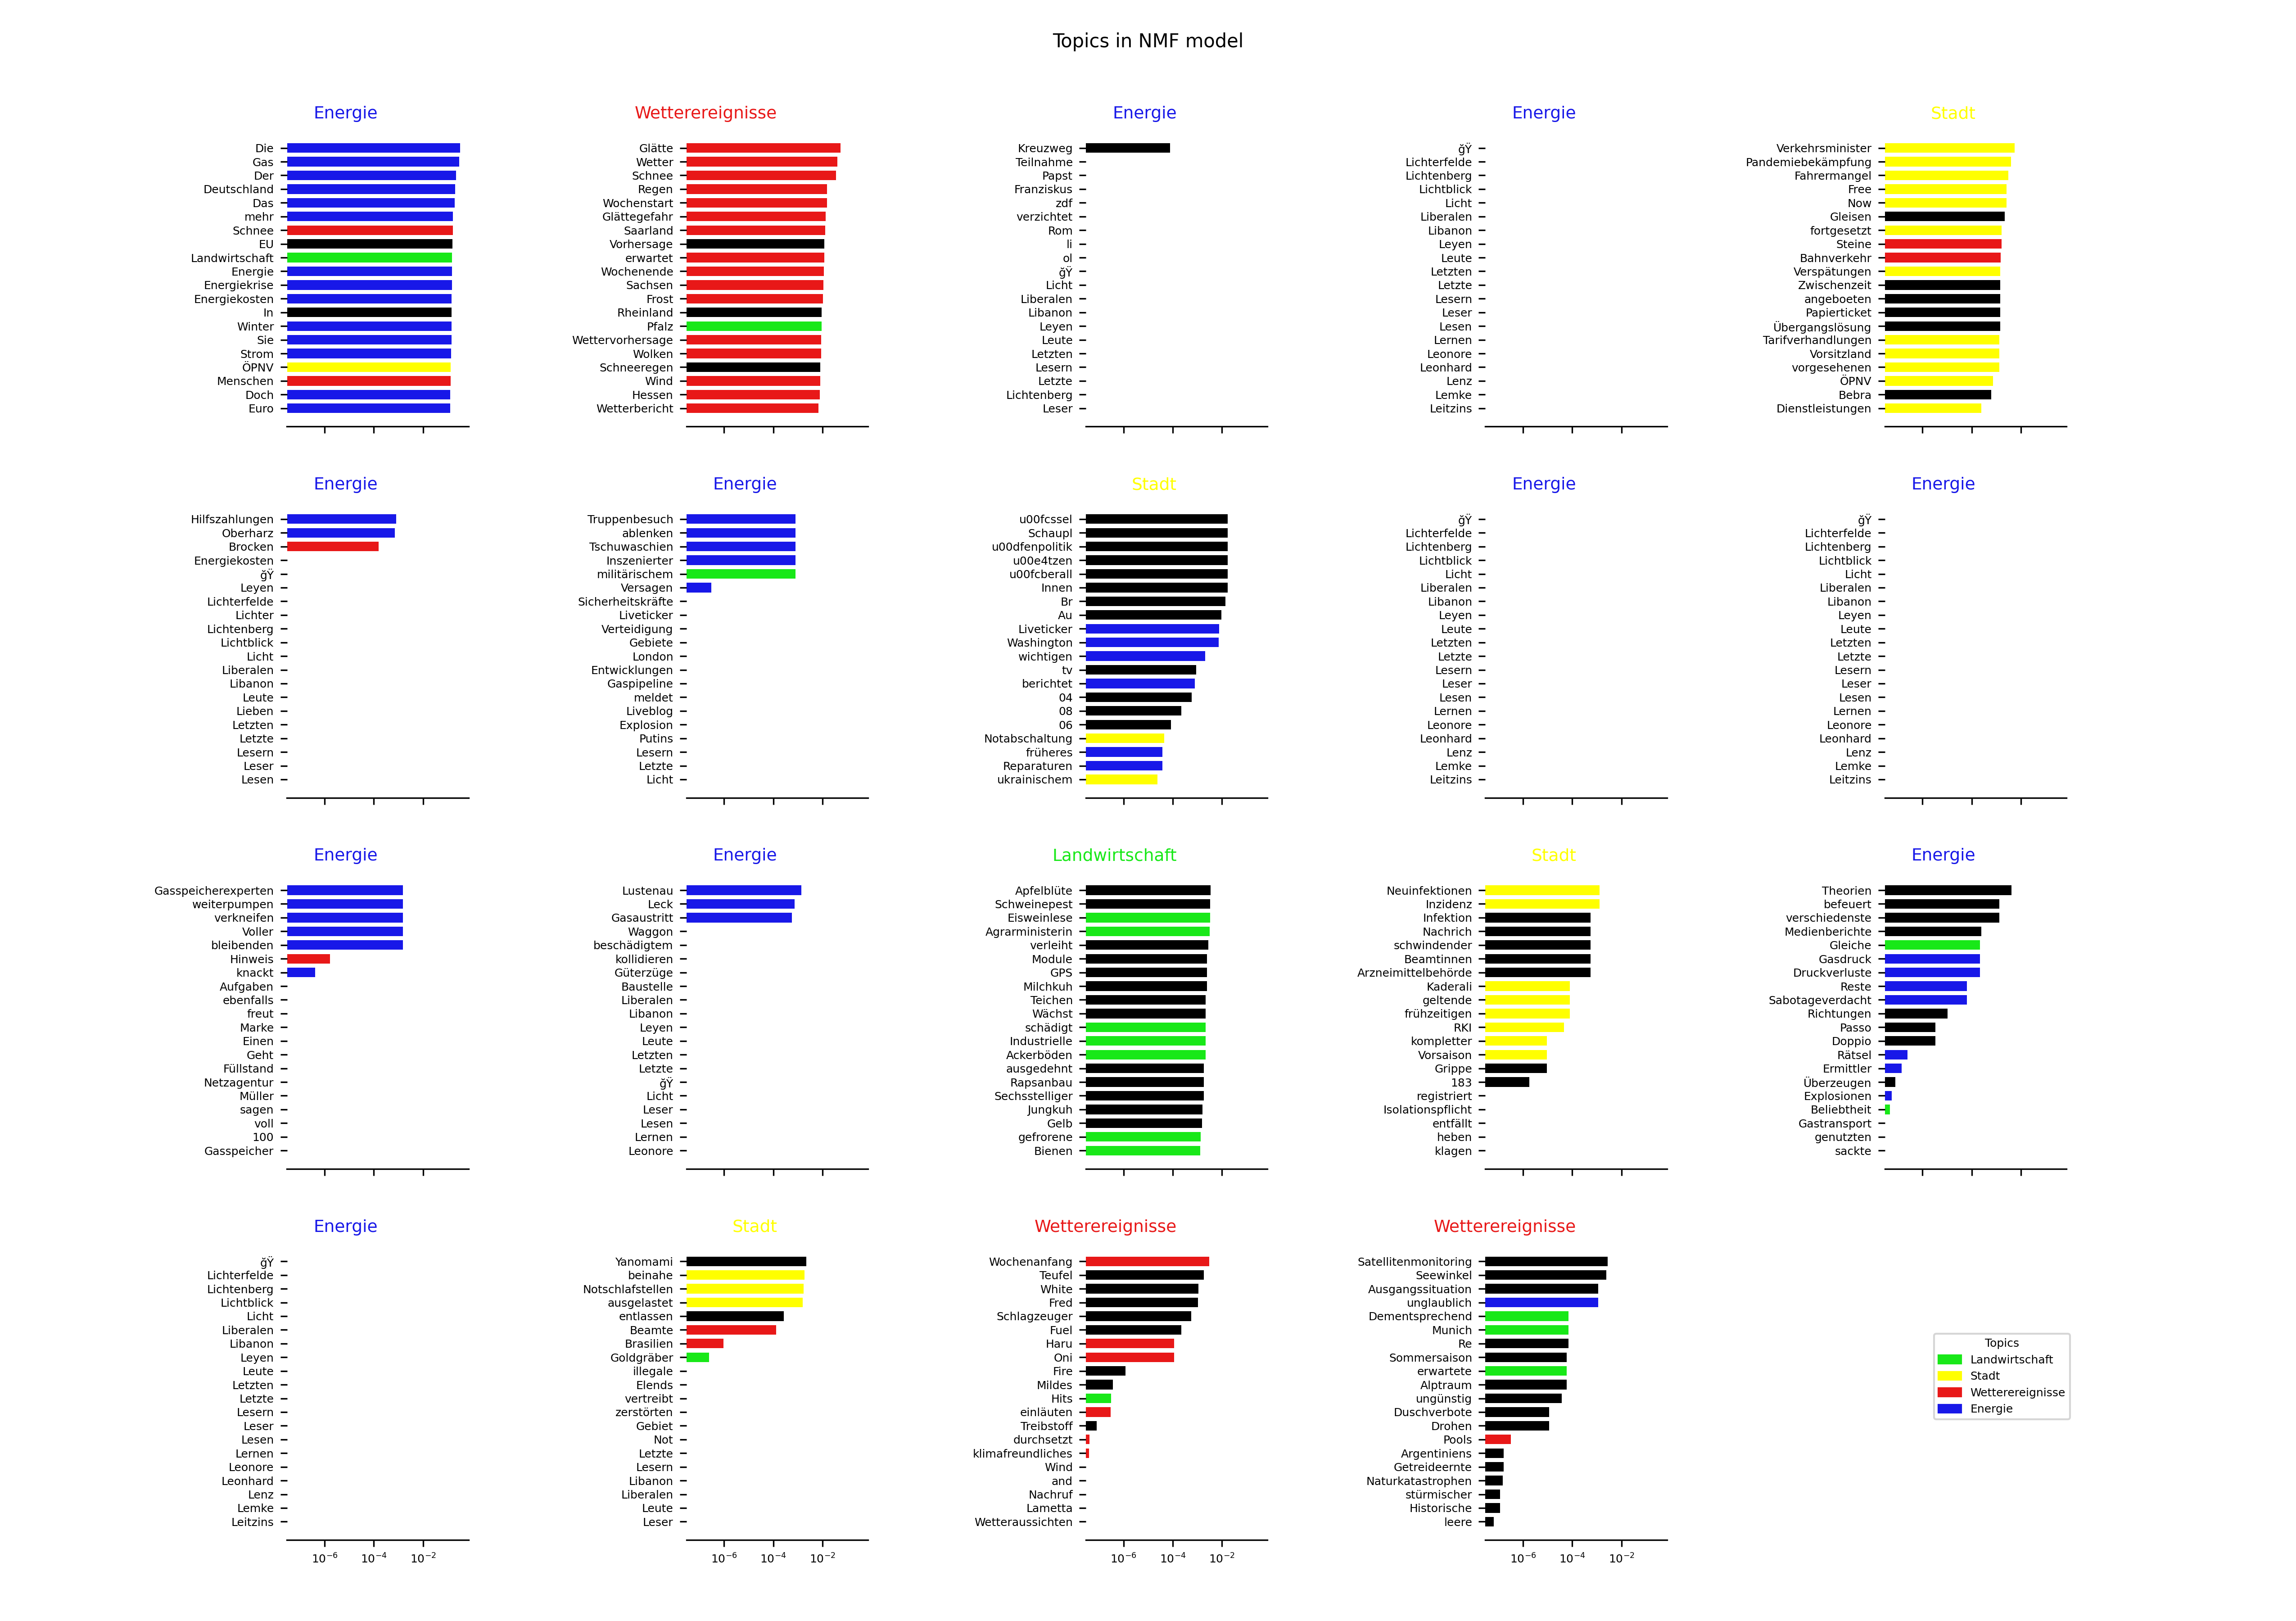 Topics in NMF model
Energie
Die
Gas
Der
Deutschland
Das
mehr
Schnee
EU
Landwirtschaft
Energie
Energiekrise
Energiekosten
In
Winter
Sie
Strom
ÖPNV
Menschen
Doch
Euro
Wetterereignisse
Glätte
Wetter
Schnee
Regen
Wochenstart
Glättegefahr
Saarland
Vorhersage
erwartet
Wochenende
Sachsen
Frost
Rheinland
Pfalz
Wettervorhersage
Wolken
Schneeregen
Wind
Hessen
Wetterbericht
Energie
Kreuzweg
Teilnahme
Papst
Franziskus
zdf
verzichtet
Rom
li
ol
ğŸ
Licht
Liberalen
Libanon
Leyen
Leute
Letzten
Lesern
Letzte
Lichtenberg
Leser
Energie
ğŸ
Lichterfelde
Lichtenberg
Lichtblick
Licht
Liberalen
Libanon
Leyen
Leute
Letzten
Letzte
Lesern
Leser
Lesen
Lernen
Leonore
Leonhard
Lenz
Lemke
Leitzins
Stadt
Verkehrsminister
Pandemiebekämpfung
Fahrermangel
Free
Now
Gleisen
fortgesetzt
Steine
Bahnverkehr
Verspätungen
Zwischenzeit
angeboeten
Papierticket
Übergangslösung
Tarifverhandlungen
Vorsitzland
vorgesehenen
ÖPNV
Bebra
Dienstleistungen
Energie
Hilfszahlungen
Oberharz
Brocken
Energiekosten
ğŸ
Leyen
Lichterfelde
Lichter
Lichtenberg
Lichtblick
Licht
Liberalen
Libanon
Leute
Lieben
Letzten
Letzte
Lesern
Leser
Lesen
Energie
Truppenbesuch
ablenken
Tschuwaschien
Inszenierter
militärischem
Versagen
Sicherheitskräfte
Liveticker
Verteidigung
Gebiete
London
Entwicklungen
Gaspipeline
meldet
Liveblog
Explosion
Putins
Lesern
Letzte
Licht
Stadt
u00fcssel
Schaupl
u00dfenpolitik
u00e4tzen
u00fcberall
Innen
Br
Au
Liveticker
Washington
wichtigen
tv
berichtet
04
08
06
Notabschaltung
früheres
Reparaturen
ukrainischem
Energie
ğŸ
Lichterfelde
Lichtenberg
Lichtblick
Licht
Liberalen
Libanon
Leyen
Leute
Letzten
Letzte
Lesern
Leser
Lesen
Lernen
Leonore
Leonhard
Lenz
Lemke
Leitzins
Energie
ğŸ
Lichterfelde
Lichtenberg
Lichtblick
Licht
Liberalen
Libanon
Leyen
Leute
Letzten
Letzte
Lesern
Leser
Lesen
Lernen
Leonore
Leonhard
Lenz
Lemke
Leitzins
Energie
Gasspeicherexperten
weiterpumpen
verkneifen
Voller
bleibenden
Hinweis
knackt
Aufgaben
ebenfalls
freut
Marke
Einen
Geht
Füllstand
Netzagentur
Müller
sagen
voll
100
Gasspeicher
Energie
Lustenau
Leck
Gasaustritt
Waggon
beschädigtem
kollidieren
Güterzüge
Baustelle
Liberalen
Libanon
Leyen
Leute
Letzten
Letzte
ğŸ
Licht
Leser
Lesen
Lernen
Leonore
Landwirtschaft
Apfelblüte
Schweinepest
Eisweinlese
Agrarministerin
verleiht
Module
GPS
Milchkuh
Teichen
Wächst
schädigt
Industrielle
Ackerböden
ausgedehnt
Rapsanbau
Sechsstelliger
Jungkuh
Gelb
gefrorene
Bienen
Stadt
Neuinfektionen
Inzidenz
Infektion
Nachrich
schwindender
Beamtinnen
Arzneimittelbehörde
Kaderali
geltende
frühzeitigen
RKI
kompletter
Vorsaison
Grippe
183
registriert
Isolationspflicht
entfällt
heben
klagen
Energie
Theorien
befeuert
verschiedenste
Medienberichte
Gleiche
Gasdruck
Druckverluste
Reste
Sabotageverdacht
Richtungen
Passo
Doppio
Rätsel
Ermittler
Überzeugen
Explosionen
Beliebtheit
Gastransport
genutzten
sackte
Energie
ğŸ
Lichterfelde
Lichtenberg
Lichtblick
Licht
Liberalen
Libanon
Leyen
Leute
Letzten
Letzte
Lesern
Leser
Lesen
Lernen
Leonore
Leonhard
Lenz
Lemke
Leitzins
10⁻⁶ 10⁻⁴ 10⁻²
Stadt
Yanomami
beinahe
Notschlafstellen
ausgelastet
entlassen
Beamte
Brasilien
Goldgräber
illegale
Elends
vertreibt
zerstörten
Gebiet
Not
Letzte
Lesern
Libanon
Liberalen
Leute
Leser
10⁻⁶ 10⁻⁴ 10⁻²
Wetterereignisse
Wochenanfang
Teufel
White
Fred
Schlagzeuger
Fuel
Haru
Oni
Fire
Mildes
Hits
einläuten
Treibstoff
durchsetzt
klimafreundliches
Wind
and
Nachruf
Lametta
Wetteraussichten
10⁻⁶ 10⁻⁴ 10⁻²
Wetterereignisse
Satellitenmonitoring
Seewinkel
Ausgangssituation
unglaublich
Dementsprechend
Munich
Re
Sommersaison
erwartete
Alptraum
ungünstig
Duschverbote
Drohen
Pools
Argentiniens
Getreideernte
Naturkatastrophen
stürmischer
Historische
leere
10⁻⁶ 10⁻⁴ 10⁻²
Topics
Landwirtschaft
Stadt
Wetterereignisse
Energie